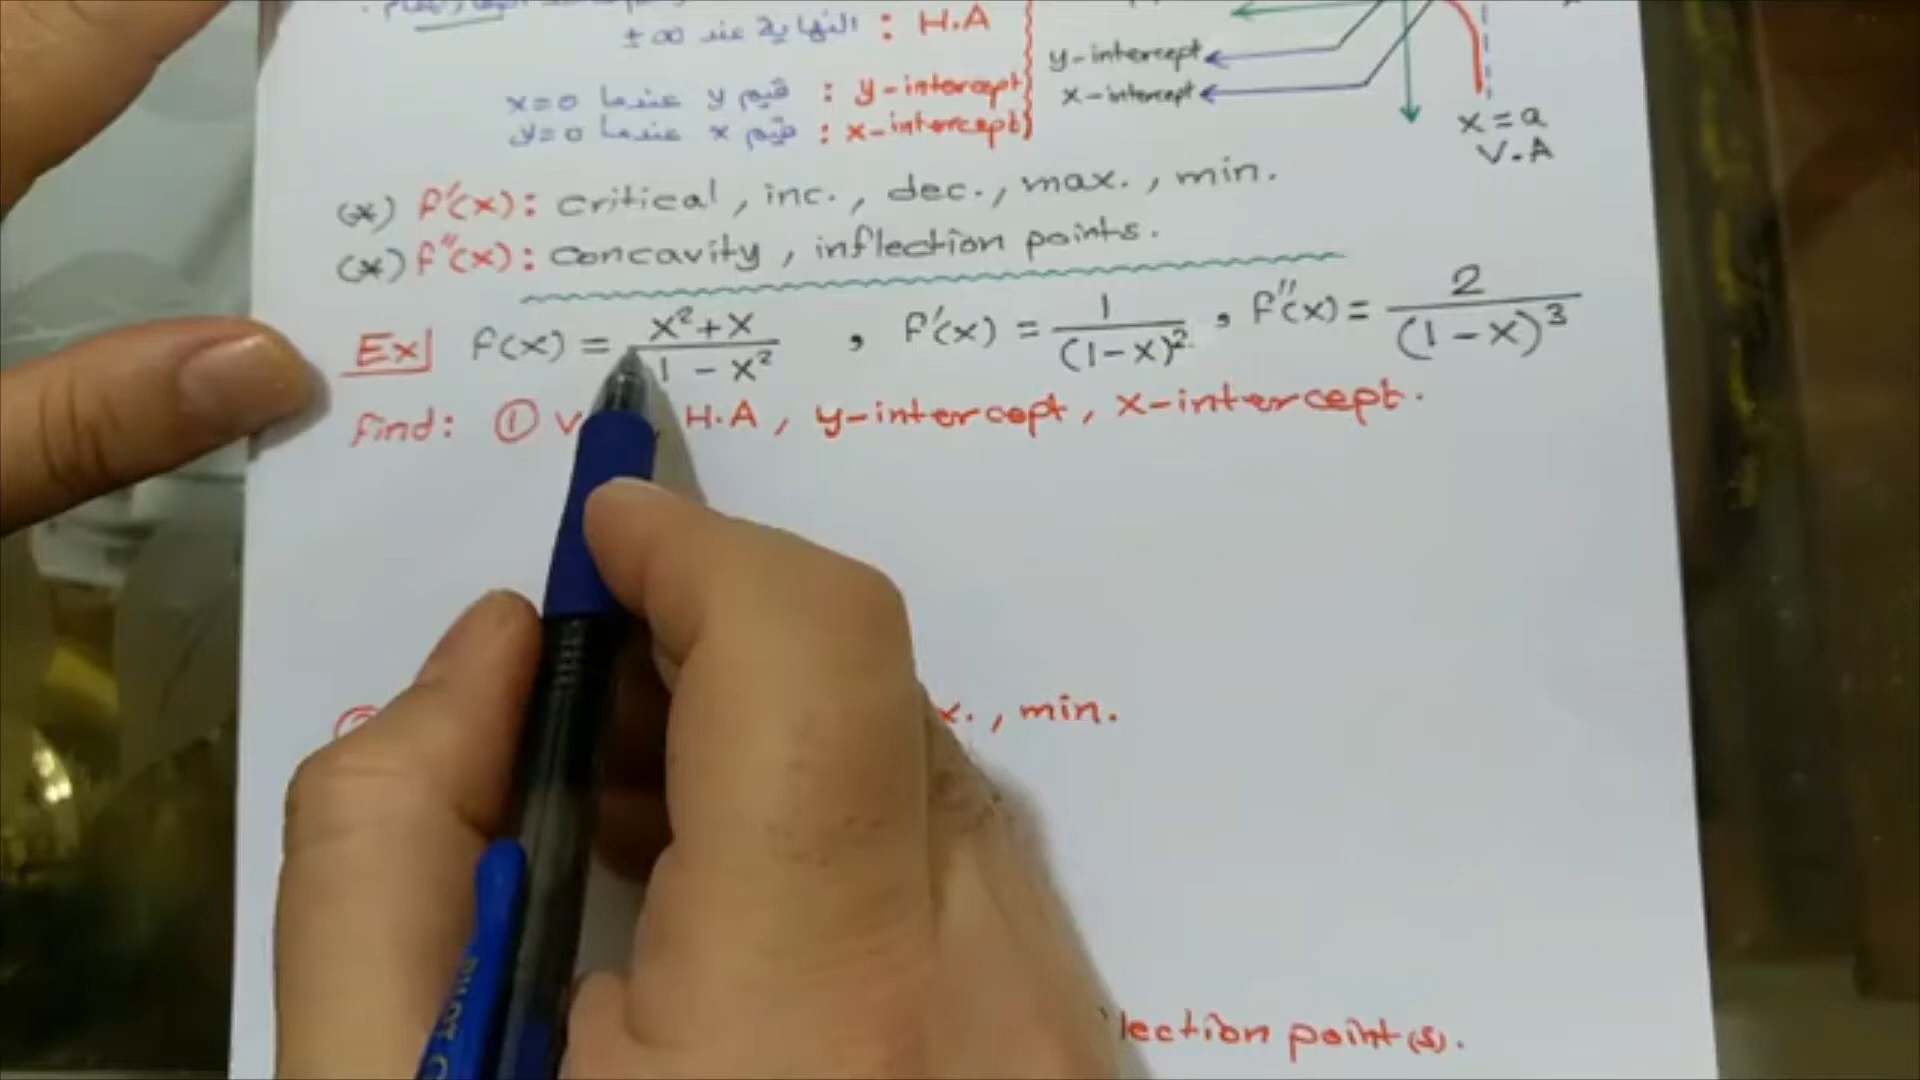 ± ∞ النهاية عند : H.A
x=0 قيم y عندما : y-intercept
y=0 قيم x عندما : x-intercept
y-intercept
x-intercept
x = a
V.A
(*) f'(x): critical, inc., dec., max., min.
(*) f''(x): concavity, inflection points.
Ex] f(x) = (x²+x)/(1 - x²) , f'(x) = 1/(1-x)² , f''(x) = 2/(1-x)³
find: ① H.A, y-intercept, x-intercept.
, min.
lection point(s).